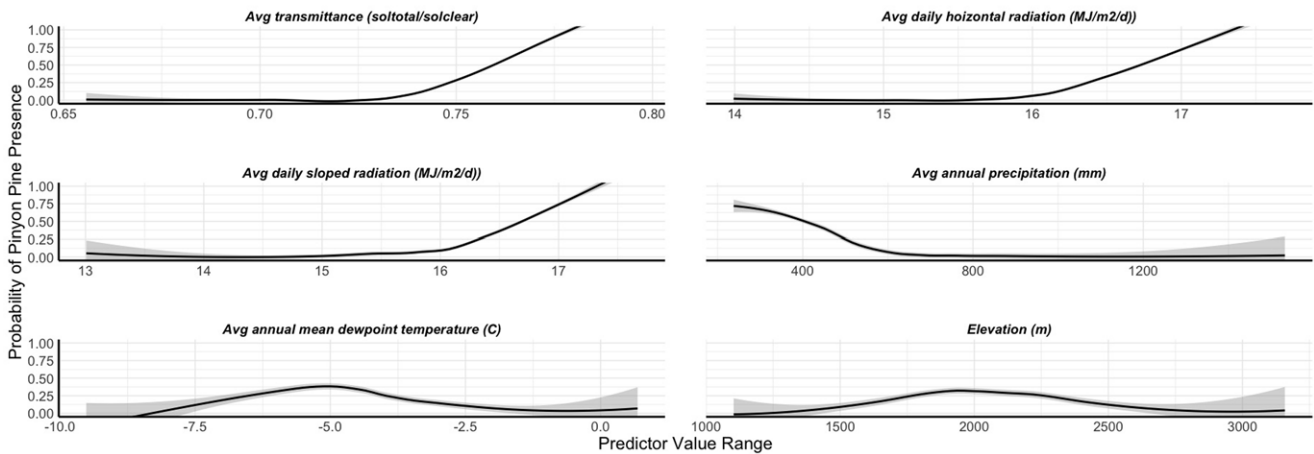 Avg transmittance (soltotal/solclear)
Avg daily hoizontal radiation (MJ/m2/d))
1.00
0.75
0.50
0.25
0.00
0.65 0.70 0.75 0.80
14 15 16 17
Avg daily sloped radiation (MJ/m2/d))
Avg annual precipitation (mm)
1.00
0.75
0.50
0.25
0.00
13 14 15 16 17
400 800 1200
Avg annual mean dewpoint temperature (C)
Elevation (m)
1.00
0.75
0.50
0.25
0.00
-10.0 -7.5 -5.0 -2.5 0.0
1000 1500 2000 2500 3000
Probability of Pinyon Pine Presence
Predictor Value Range